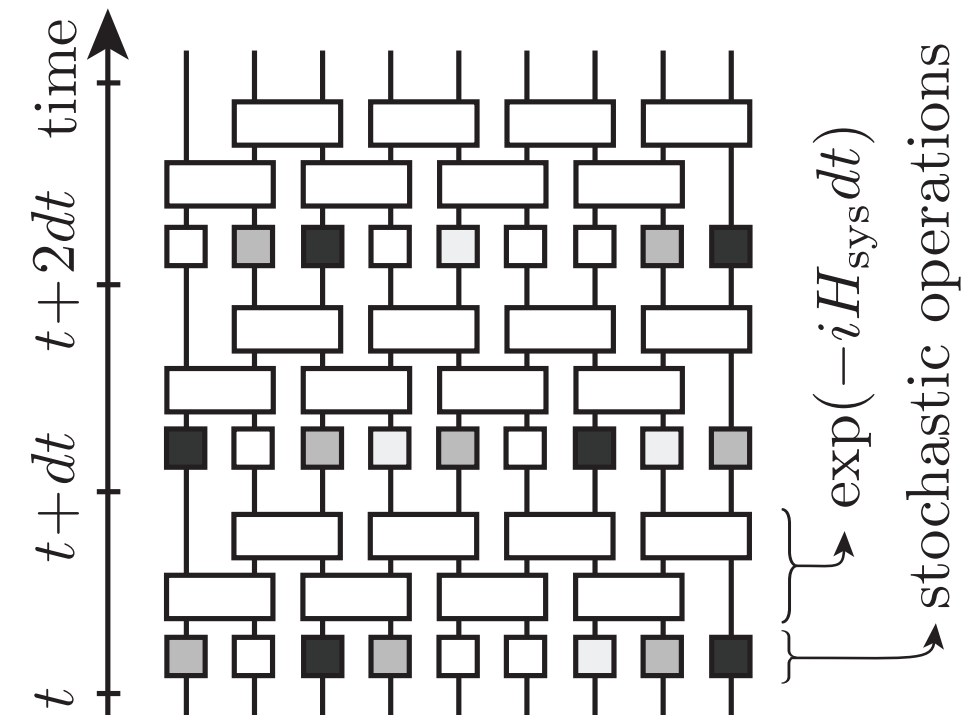 time
t+2dt
t+dt
t
exp(−iH_sys dt)
stochastic operations